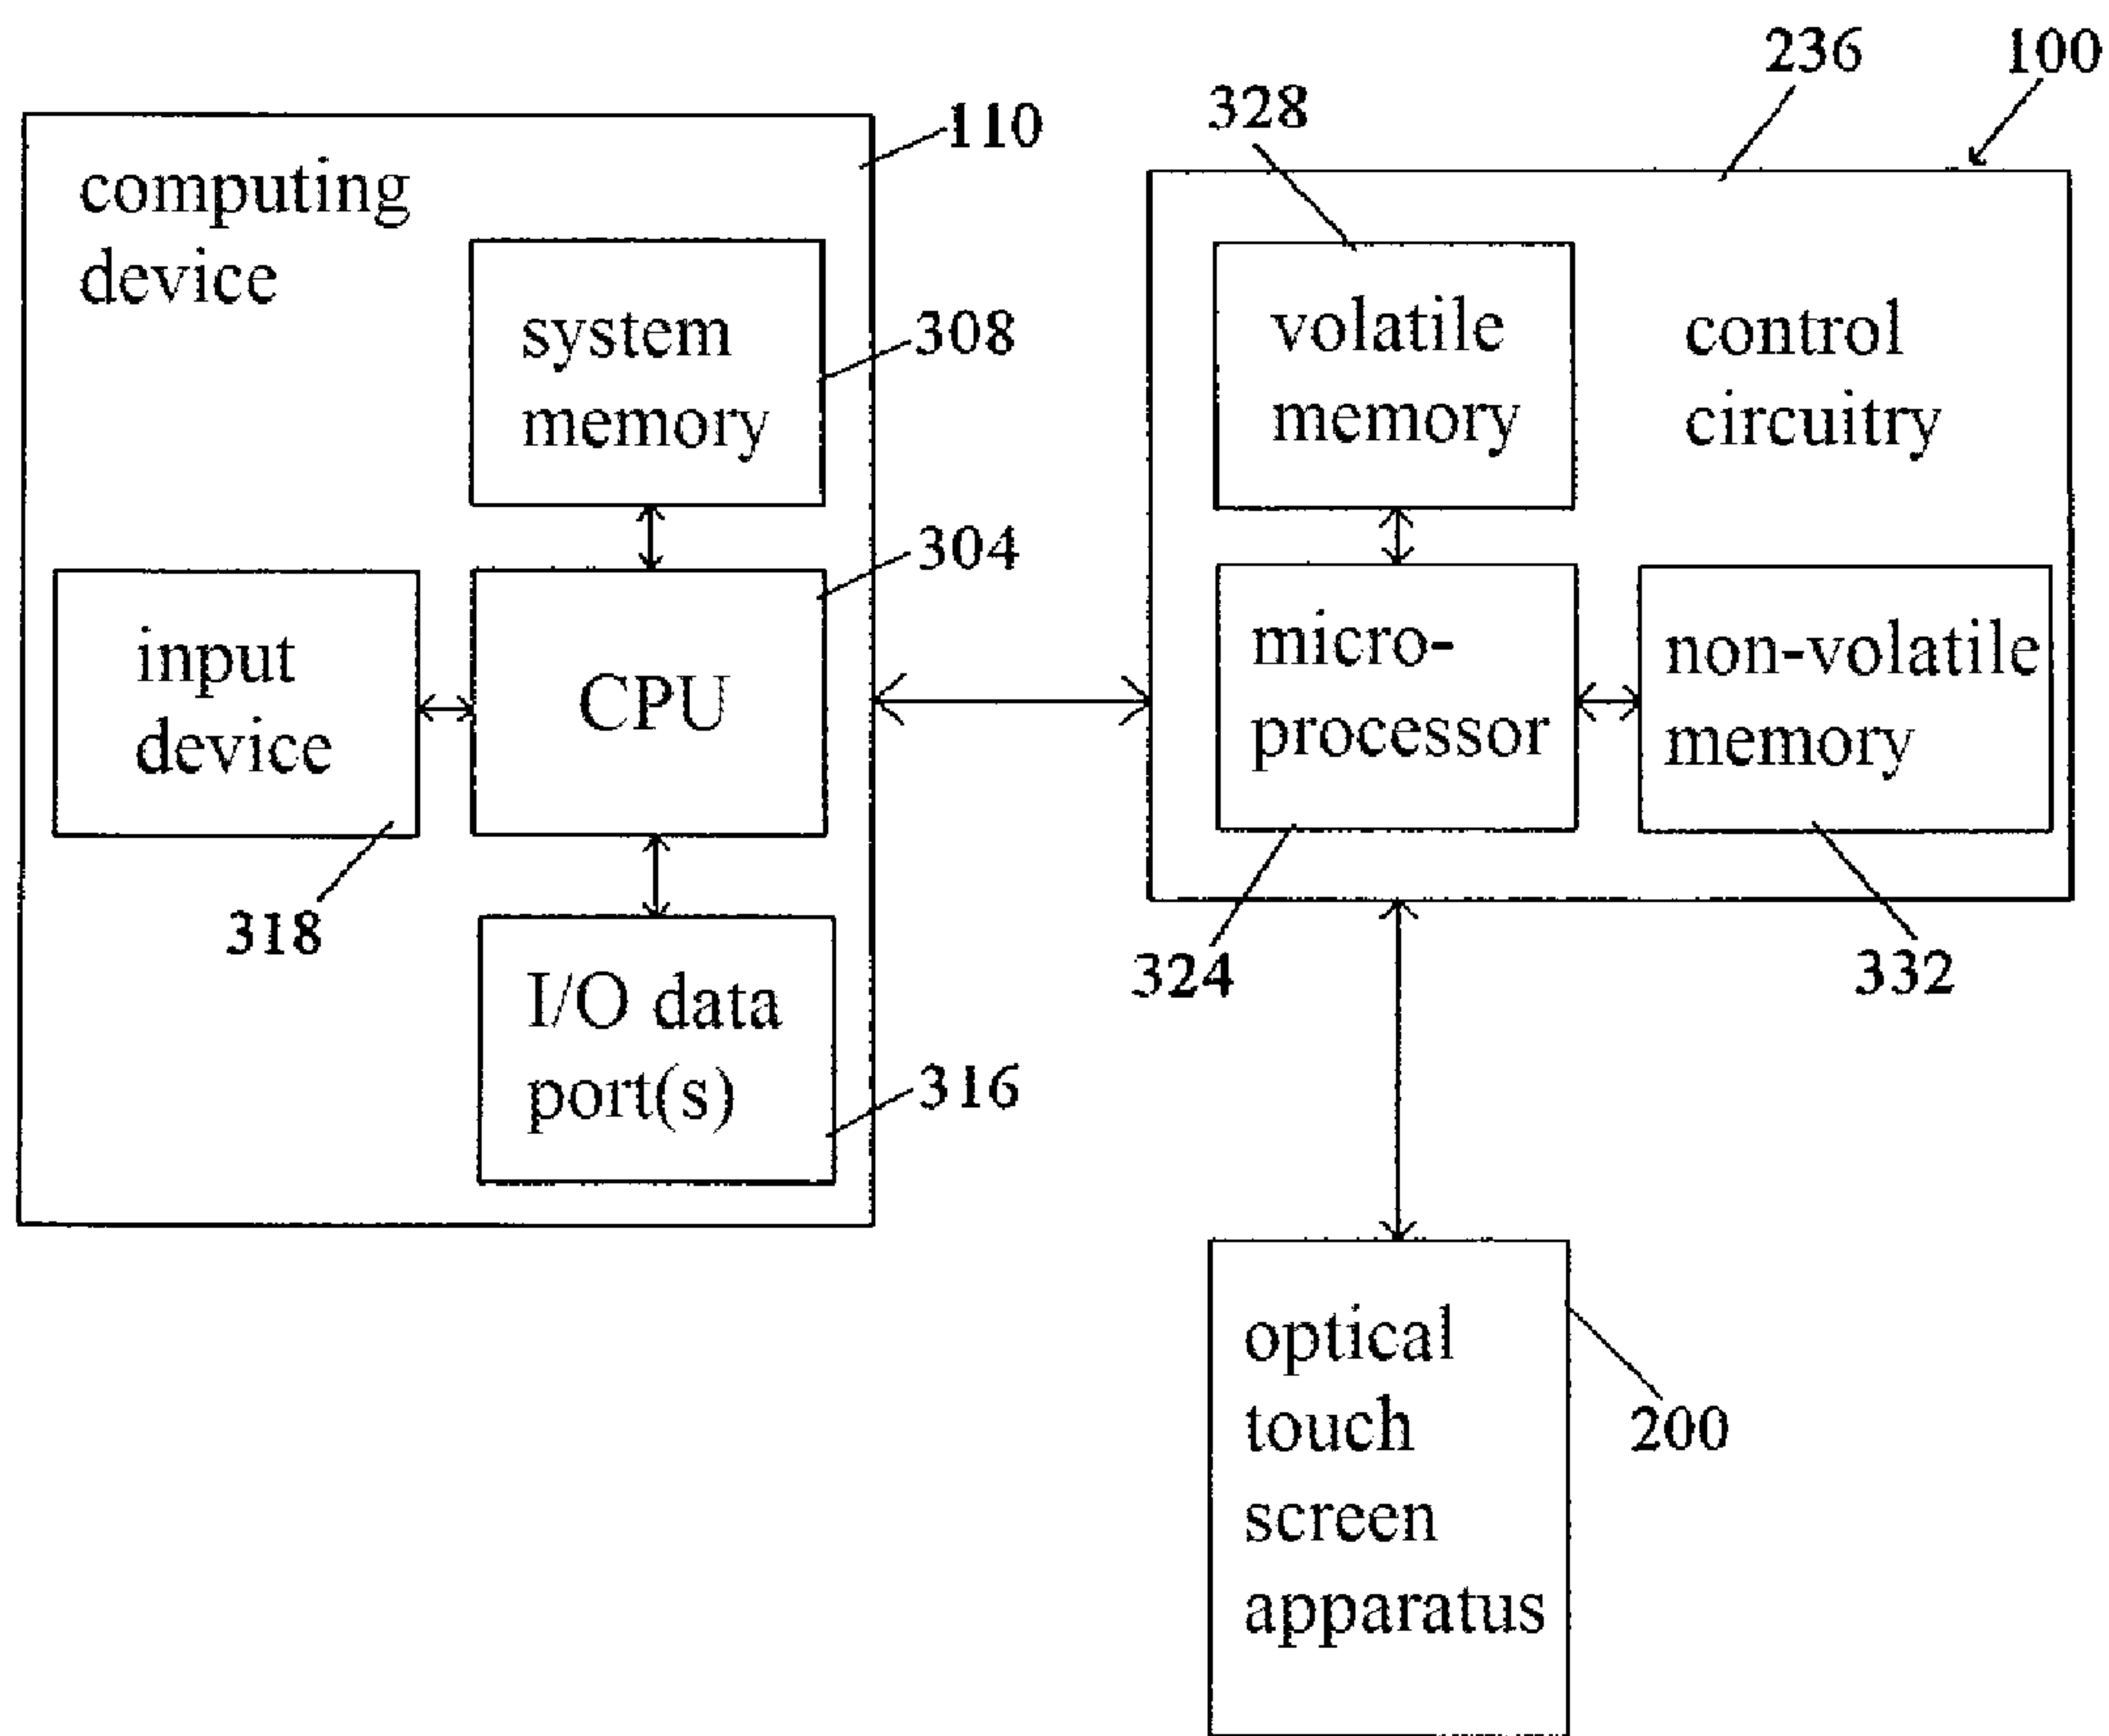 236
100
328
110
computing
device
system
memory
308
volatile
memory
control
circuitry
304
input
device
CPU
micro-
processor
non-volatile
memory
318
324
332
I/O data
port(s)
316
optical
touch
screen
apparatus
200